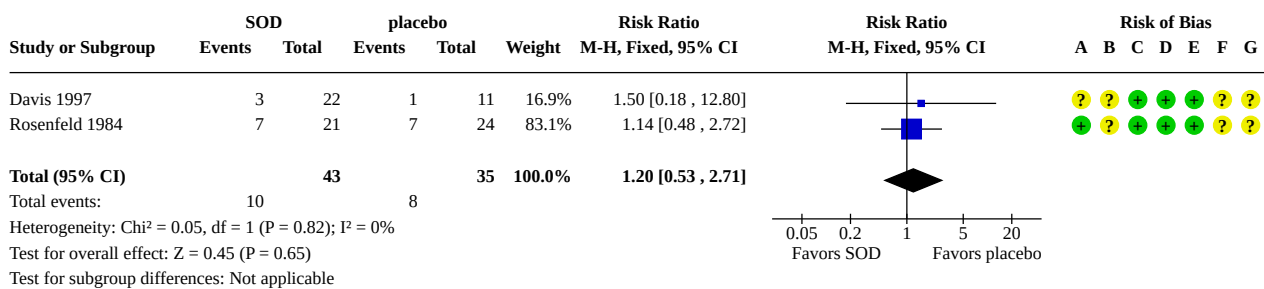 SOD placebo Risk Ratio Risk Ratio Risk of Bias
Study or Subgroup Events Total Events Total Weight M-H, Fixed, 95% CI M-H, Fixed, 95% CI A B C D E F G
Davis 1997 3 22 1 11 16.9% 1.50 [0.18 , 12.80] ? ? + + + ? ?
Rosenfeld 1984 7 21 7 24 83.1% 1.14 [0.48 , 2.72] + ? + + + ? ?
Total (95% CI) 43 35 100.0% 1.20 [0.53 , 2.71]
Total events: 10 8
Heterogeneity: Chi² = 0.05, df = 1 (P = 0.82); I² = 0%
Test for overall effect: Z = 0.45 (P = 0.65)
Test for subgroup differences: Not applicable
0.05 0.2 1 5 20
Favors SOD Favors placebo